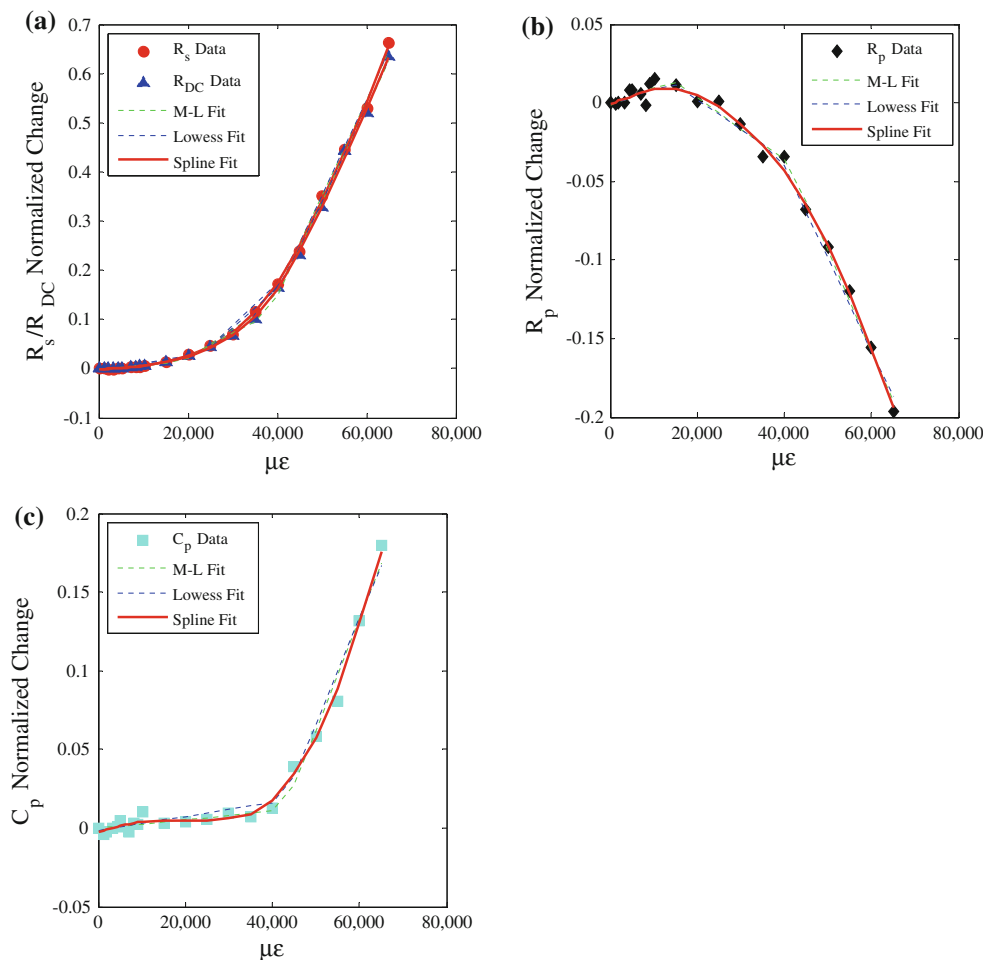 (a)
0.7
0.6
0.5
0.4
0.3
0.2
0.1
0
-0.1
R_s/R_DC Normalized Change
R_s Data
R_DC Data
M-L Fit
Lowess Fit
Spline Fit
0 20,000 40,000 60,000 80,000
με
(b)
0.05
0
-0.05
-0.1
-0.15
-0.2
R_p Normalized Change
R_p Data
M-L Fit
Lowess Fit
Spline Fit
0 20,000 40,000 60,000 80,000
με
(c)
0.2
0.15
0.1
0.05
0
-0.05
C_p Normalized Change
C_p Data
M-L Fit
Lowess Fit
Spline Fit
0 20,000 40,000 60,000 80,000
με